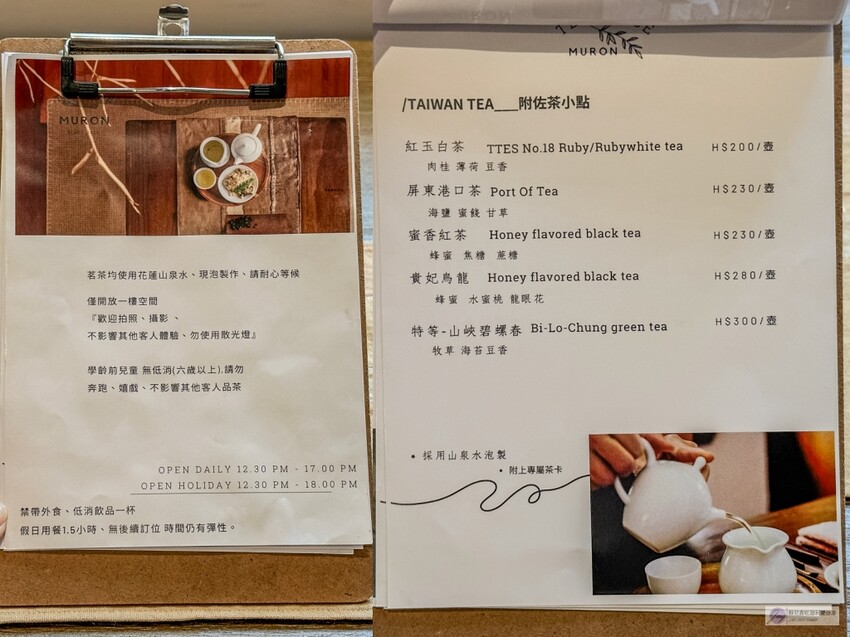 MURON
茗茶均使用花蓮山泉水、現泡製作、請耐心等候
僅開放一樓空間
『歡迎拍照、攝影、
不影響其他客人體驗、勿使用散光燈』
學齡前兒童 無低消(六歲以上),請勿
奔跑、嬉戲、不影響其他客人品茶
OPEN DAILY 12.30 PM - 17.00 PM
OPEN HOLIDAY 12.30 PM - 18.00 PM
禁帶外食、低消飲品一杯
假日用餐1.5小時、無後續訂位 時間仍有彈性。
MURON
/TAIWAN TEA___附佐茶小點
紅玉白茶 TTES No.18 Ruby/Rubywhite tea H$200/壺
肉桂 薄荷 豆香
屏東港口茶 Port Of Tea H$230/壺
海鹽 蜜餞 甘草
蜜香紅茶 Honey flavored black tea H$230/壺
蜂蜜 焦糖 蔗糖
貴妃烏龍 Honey flavored black tea H$280/壺
蜂蜜 水蜜桃 龍眼花
特等-山峽碧螺春 Bi-Lo-Chung green tea H$300/壺
牧草 海苔豆香
• 採用山泉水泡製
• 附上專屬茶卡